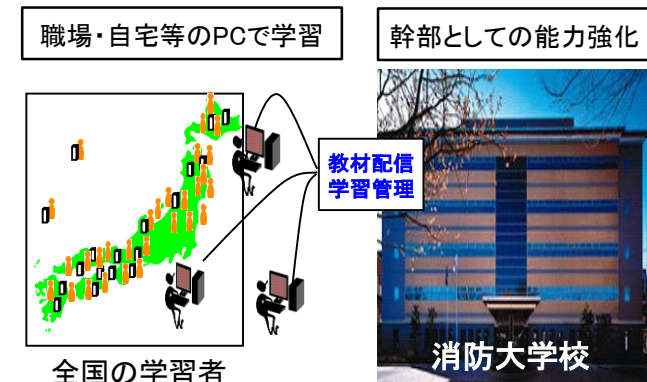 職場・自宅等のPCで学習
幹部としての能力強化
教材配信
学習管理
全国の学習者
消防大学校